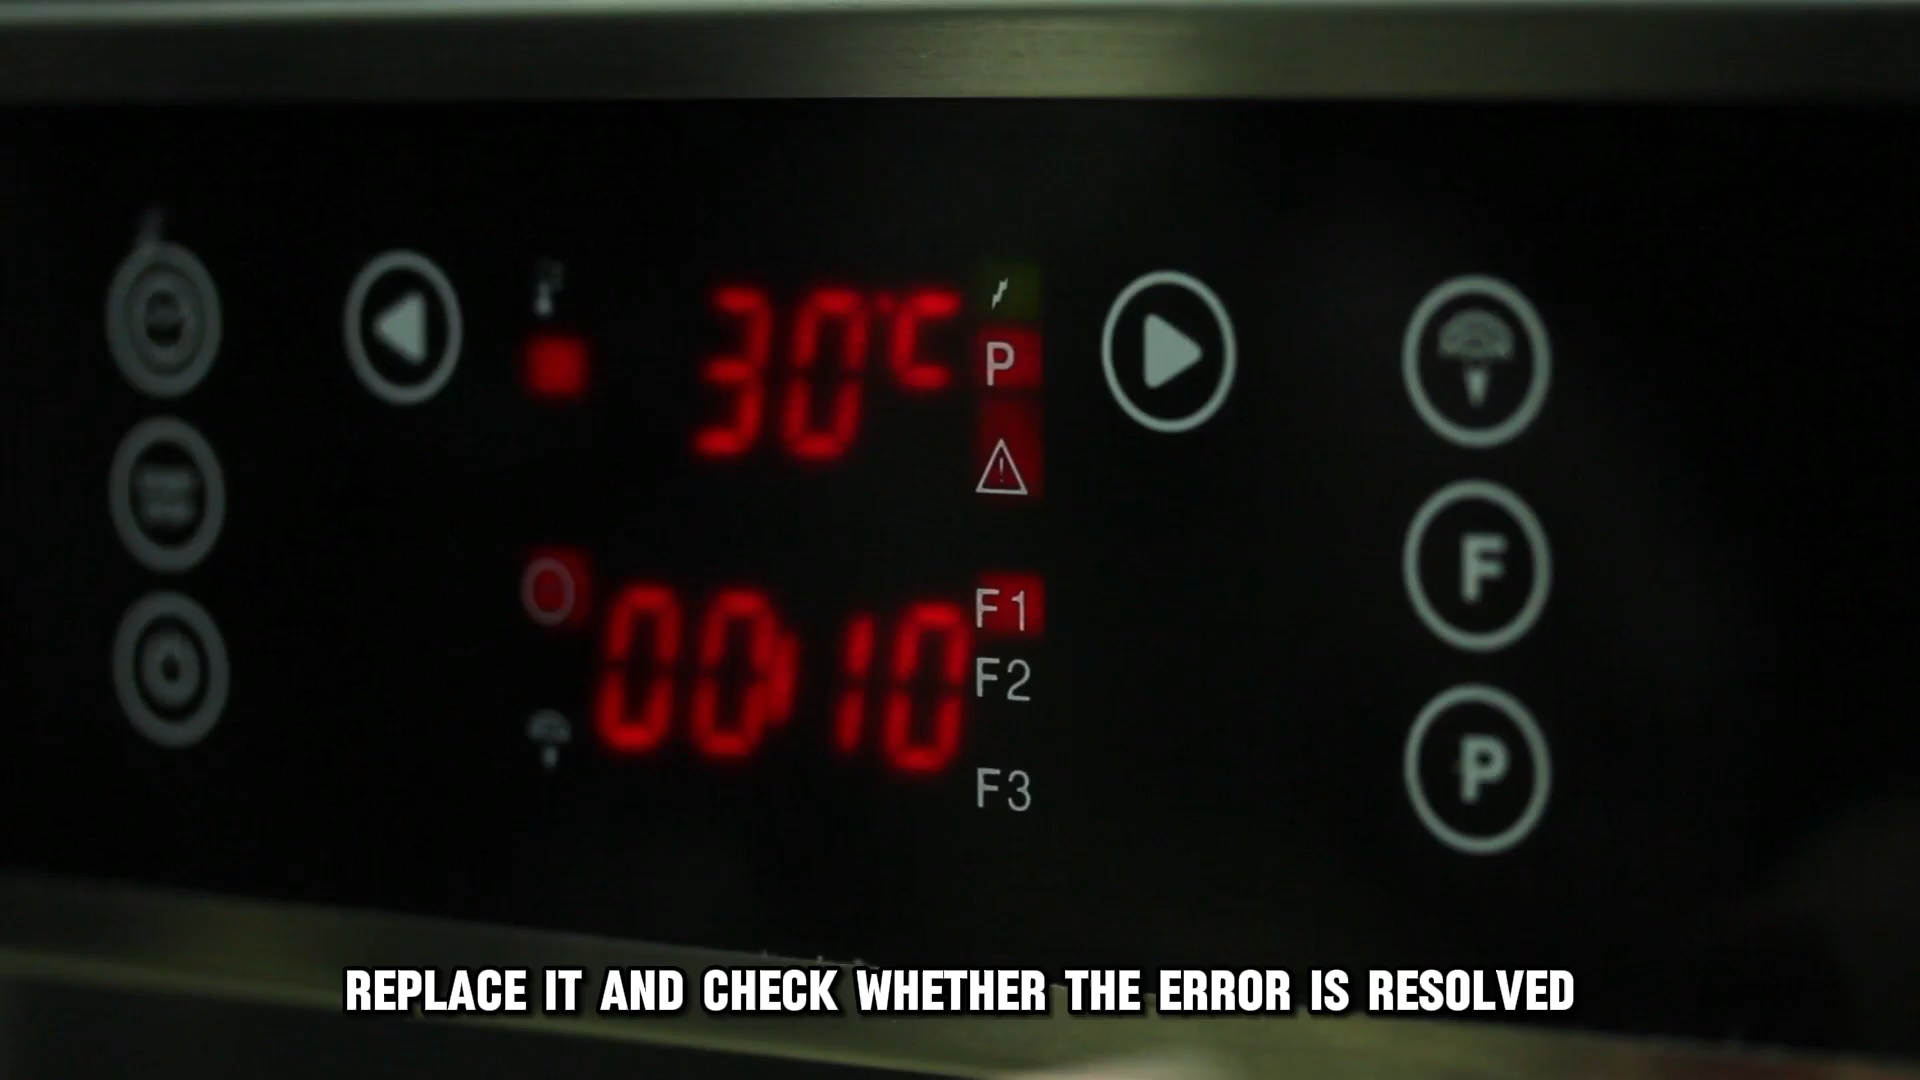 30°C
P
00:10
F1
F2
F3
F
P
REPLACE IT AND CHECK WHETHER THE ERROR IS RESOLVED